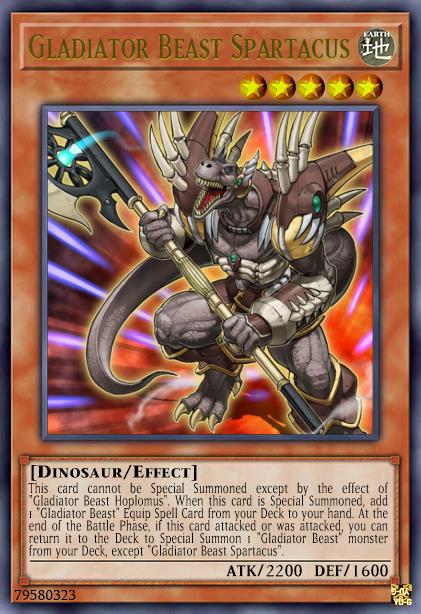 GLADIATOR BEAST SPARTACUS
EARTH
地
[DINOSAUR/EFFECT]
This card cannot be Special Summoned except by the effect of
"Gladiator Beast Hoplomus". When this card is Special Summoned, add
1 "Gladiator Beast" Equip Spell Card from your Deck to your hand. At
the end of the Battle Phase, if this card attacked or was attacked, you can
return it to the Deck to Special Summon 1 "Gladiator Beast" monster
from your Deck, except "Gladiator Beast Spartacus".
ATK/2200 DEF/1600
79580323